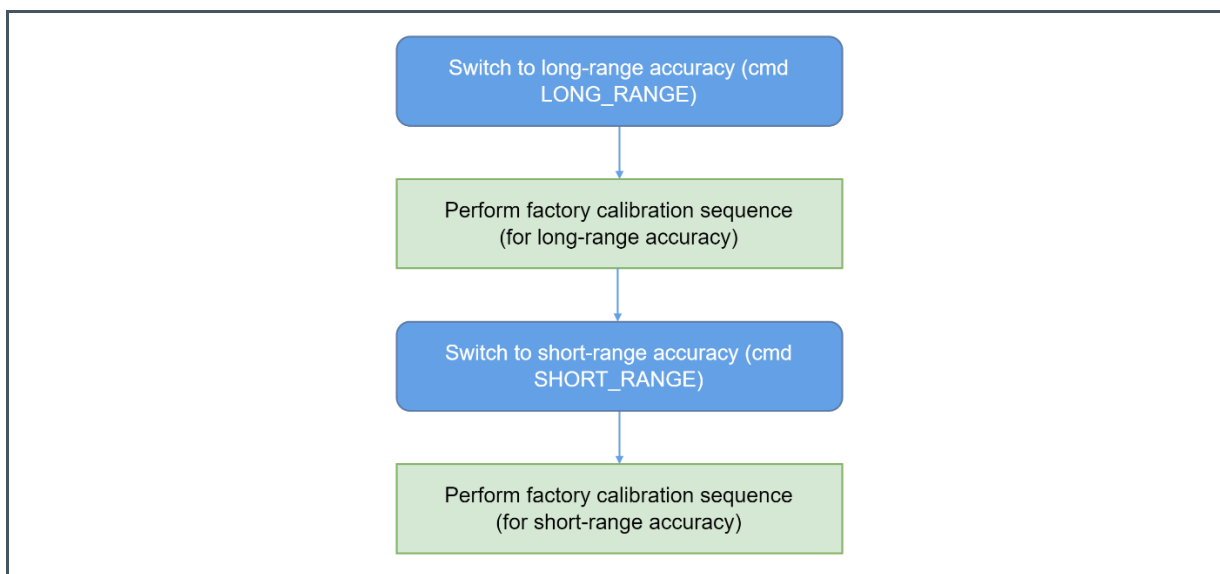 Switch to long-range accuracy (cmd
LONG_RANGE)
Perform factory calibration sequence
(for long-range accuracy)
Switch to short-range accuracy (cmd
SHORT_RANGE)
Perform factory calibration sequence
(for short-range accuracy)